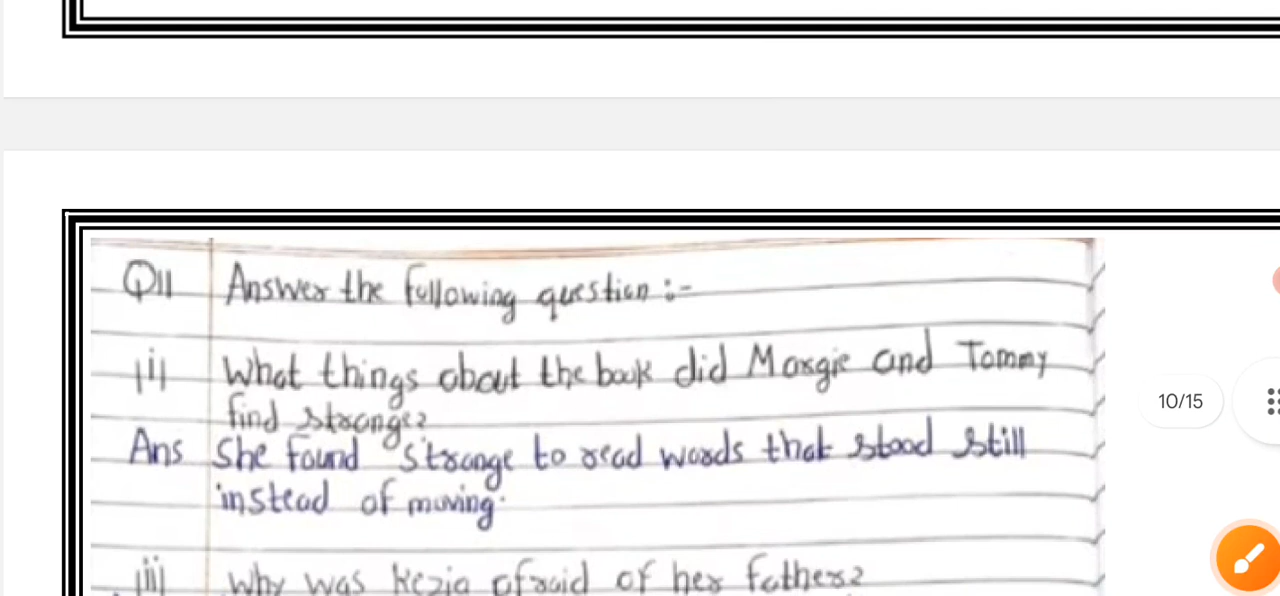 Q11 Answer the following question :-
(i) What things about the book did Margie and Tommy
find strange?
Ans She found strange to read words that stood still
instead of moving.
(ii) Why was Kezia afraid of her father?
10/15